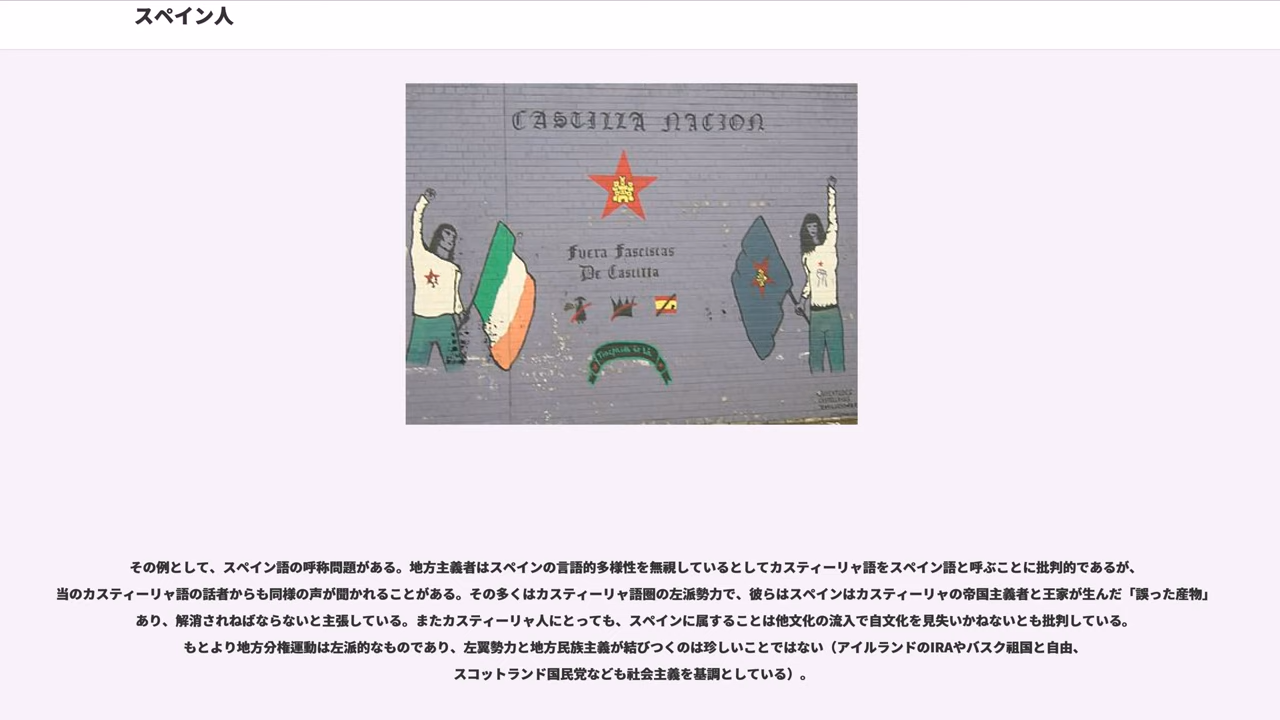 スペイン人
CASTILLA NACION
Fuera Fascistas
De Castilla
その例として、スペイン語の呼称問題がある。地方主義者はスペインの言語的多様性を無視しているとしてカスティーリャ語をスペイン語と呼ぶことに批判的であるが、
当のカスティーリャ語の話者からも同様の声が聞かれることがある。その多くはカスティーリャ語圏の左派勢力で、彼らはスペインはカスティーリャの帝国主義者と王家が生んだ「誤った産物」
あり、解消されねばならないと主張している。またカスティーリャ人にとっても、スペインに属することは他文化の流入で自文化を見失いかねないとも批判している。
もとより地方分権運動は左派的なものであり、左翼勢力と地方民族主義が結びつくのは珍しいことではない（アイルランドのIRAやバスク祖国と自由、
スコットランド国民党なども社会主義を基調としている）。